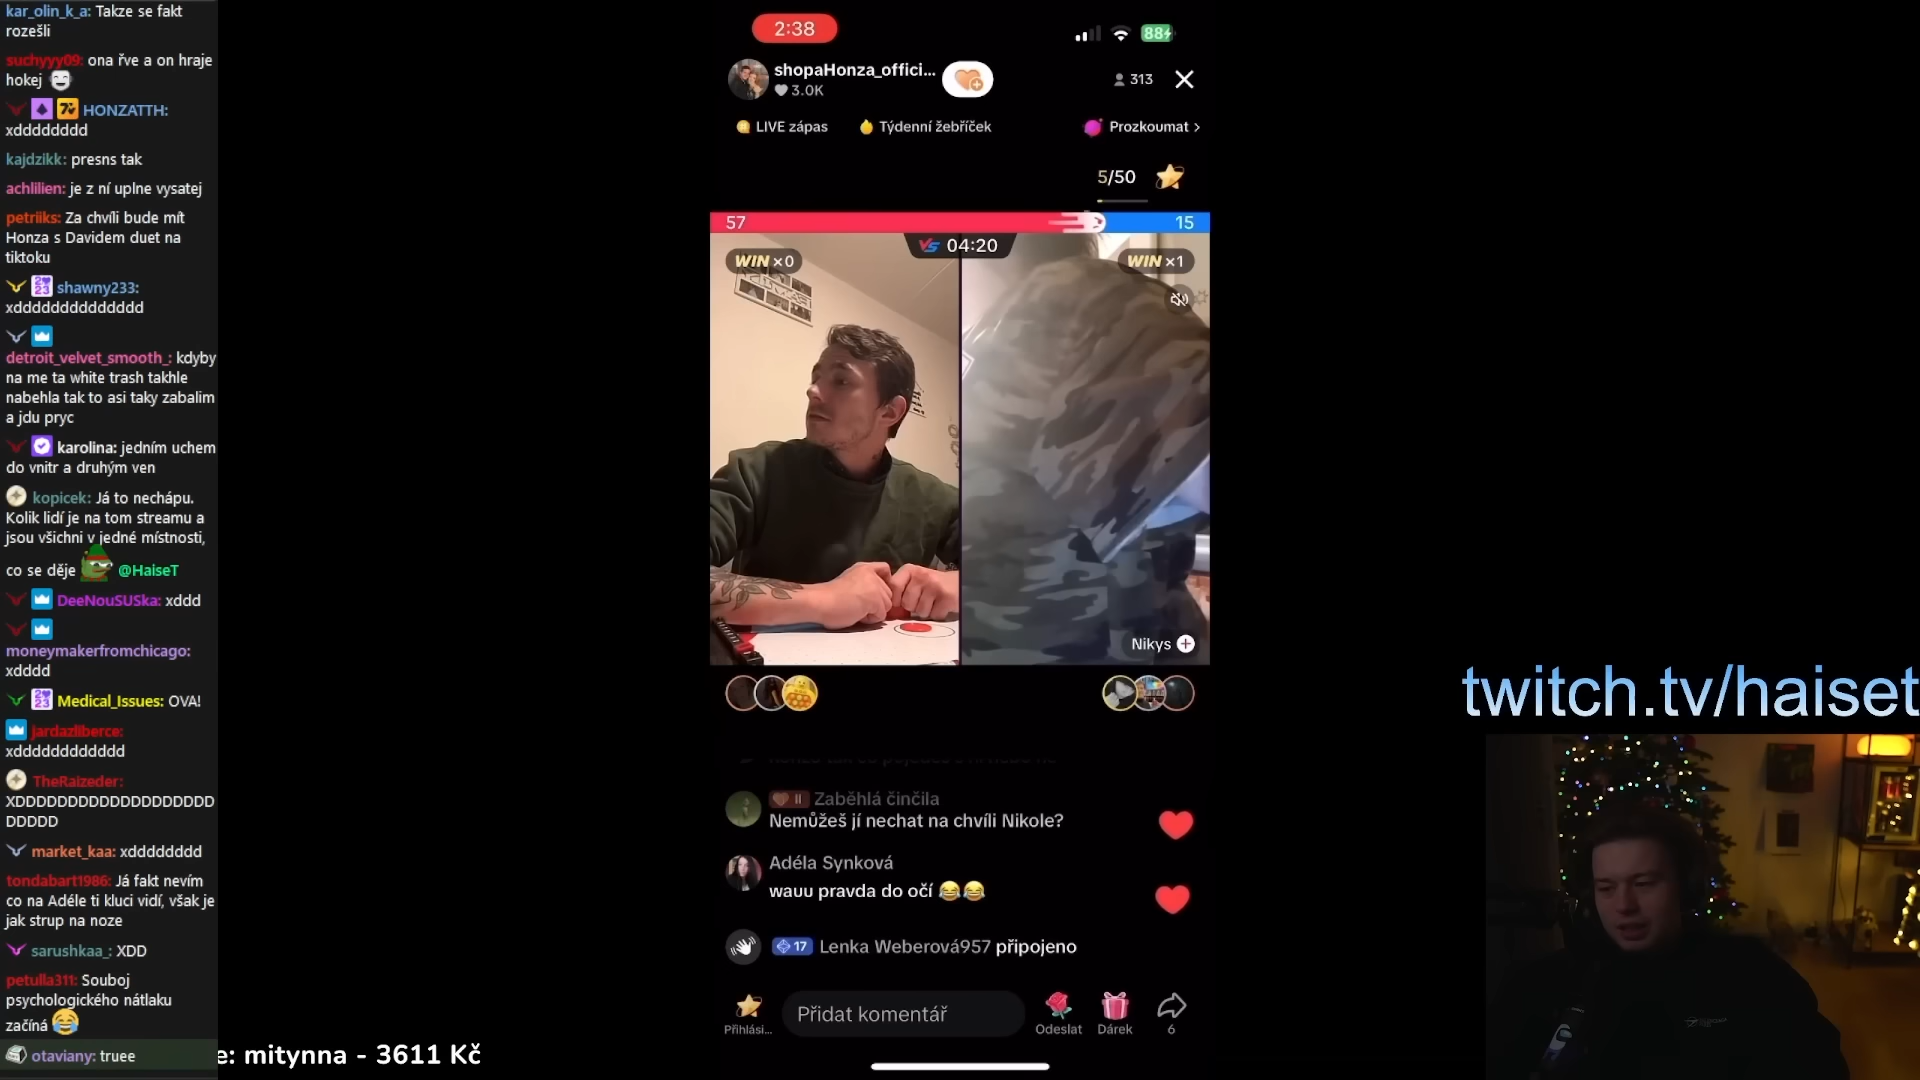 kar_olin_k_a: Takze se fakt
rozešli
suchyyy09: ona řve a on hraje
hokej
HONZATTH:
xdddddddd
kajdzikk: presns tak
achlilien: je z ní uplne vysatej
petriiks: Za chvíli bude mít
Honza s Davidem duet na
tiktoku
shawny233:
xdddddddddddddd
detroit_velvet_smooth_: kdyby
na me ta white trash takhle
nabehla tak to asi taky zabalim
a jdu pryc
karolina: jedním uchem
do vnitr a druhým ven
kopicek: Já to nechápu.
Kolik lidí je na tom streamu a
jsou všichni v jedné místnosti,
co se děje @HaiseT
DeeNouSUSka: xddd
moneymakerfromchicago:
xdddd
Medical_Issues: OVA!
jardazliberce:
xdddddddddddd
TheRaizeder:
XDDDDDDDDDDDDDDDDDDD
DDDDD
market_kaa: xdddddddd
tondabart1986: Já fakt nevím
co na Adéle ti kluci vidí, však je
jak strup na noze
sarushkaa_: XDD
petulla311: Souboj
psychologického nátlaku
začíná
otaviany: truee
e: mitynna - 3611 Kč
2:38
88
shopaHonza_offici...
3.0K
313
LIVE zápas
Týdenní žebříček
Prozkoumat >
5/50
57
15
VS 04:20
WIN ×0
WIN ×1
Nikys
Zaběhlá činčila
Nemůžeš jí nechat na chvíli Nikole?
Adéla Synková
wauu pravda do očí 😂😂
17 Lenka Weberová957 připojeno
Přihlási...
Přidat komentář
Odeslat
Dárek
6
twitch.tv/haiset